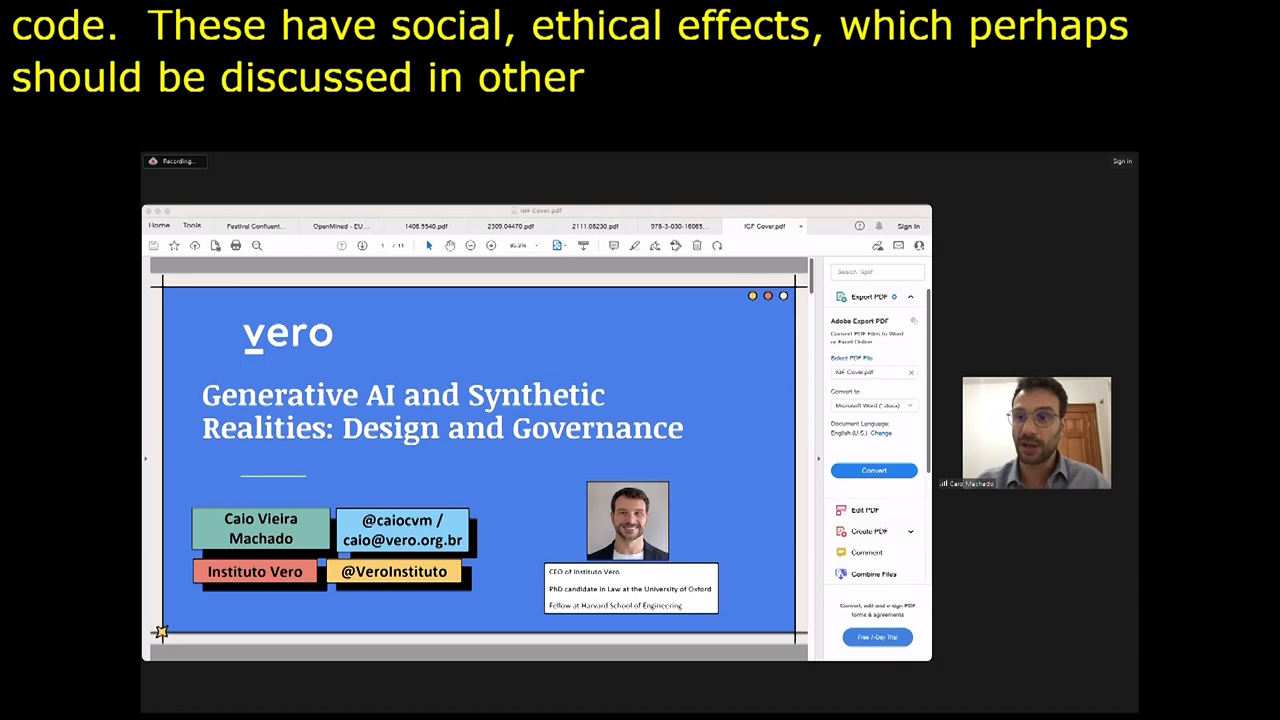 code.  These have social, ethical effects, which perhaps
should be discussed in other
Recording...
Sign in
IGF Cover.pdf
Home
Tools
Festival Confluent...
OpenMined - EU...
1406.5540.pdf
2309.04470.pdf
2111.06230.pdf
978-3-030-16065...
IGF Cover.pdf
Sign In
1 / 11
vero
Generative AI and Synthetic
Realities: Design and Governance
Caio Vieira
Machado
@caiocvm /
caio@vero.org.br
Instituto Vero
@VeroInstituto
CEO of Instituto Vero
PhD candidate in Law at the University of Oxford
Fellow at Harvard School of Engineering
Search 'Split'
Export PDF
Adobe Export PDF
Convert PDF Files to Word
or Excel Online
Select PDF File
IGF Cover.pdf
Convert to
Microsoft Word (*.docx)
Document Language:
English (U.S.) Change
Convert
Edit PDF
Create PDF
Comment
Combine Files
Convert, edit and e-sign PDF
forms & agreements
Free 7-Day Trial
Caio Machado